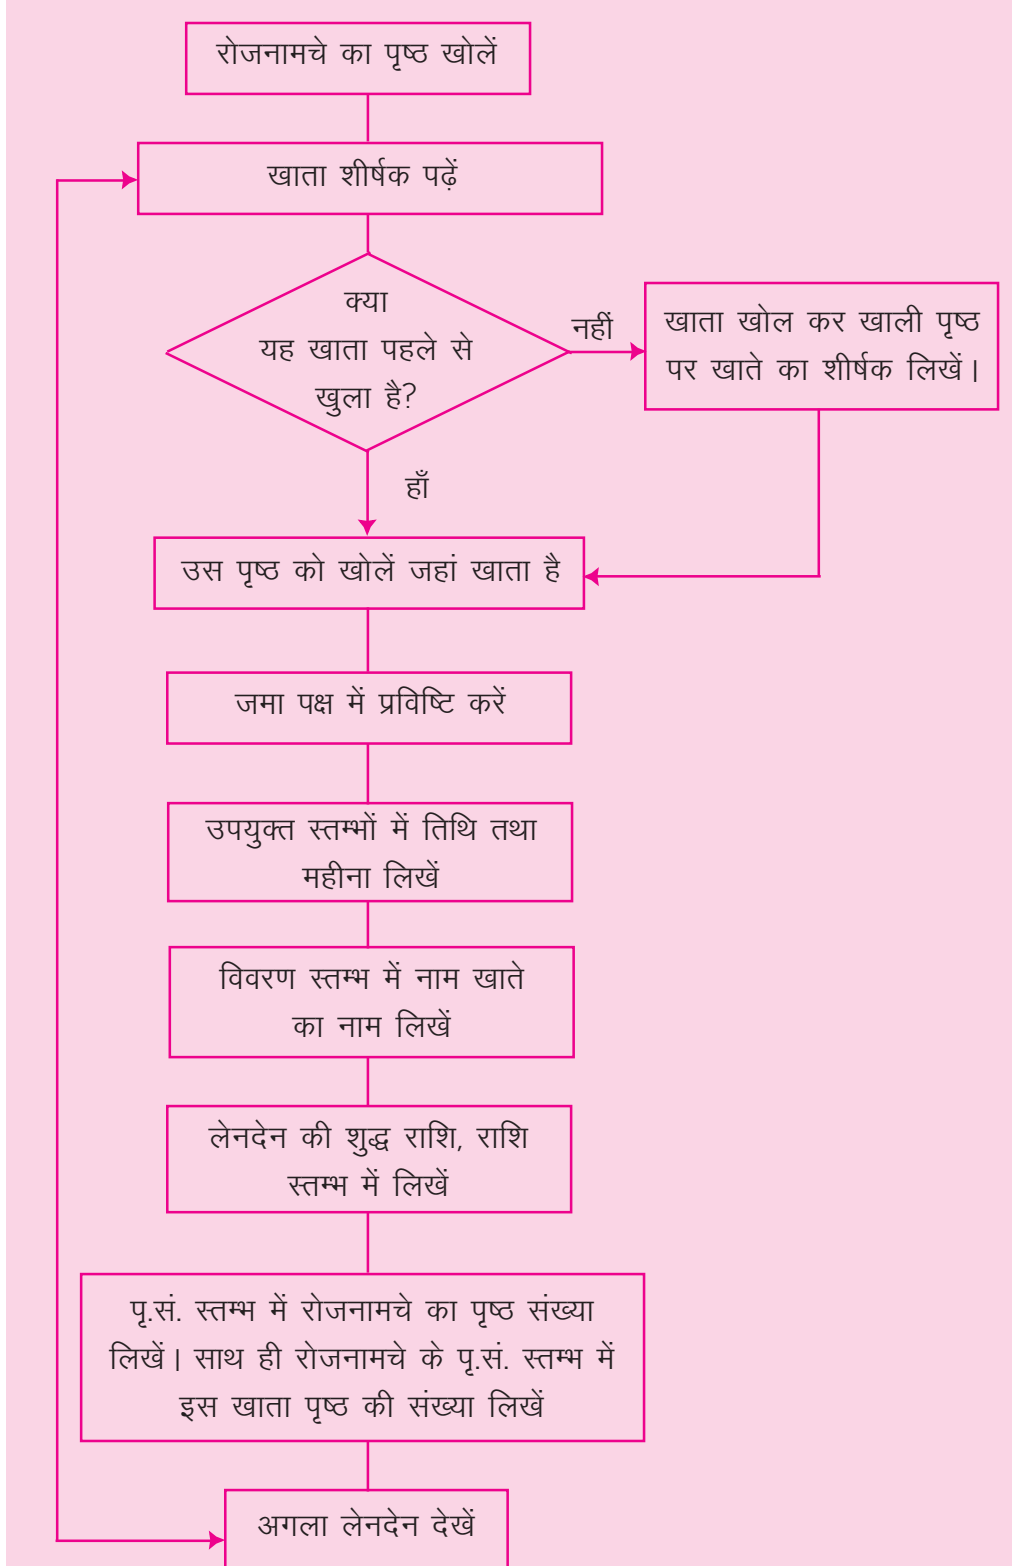 रोजनामचे का पृष्ठ खोलें
खाता शीर्षक पढ़ें
क्या
यह खाता पहले से
खुला है?
नहीं
खाता खोल कर खाली पृष्ठ
पर खाते का शीर्षक लिखें।
हाँ
उस पृष्ठ को खोलें जहां खाता है
जमा पक्ष में प्रविष्टि करें
उपयुक्त स्तम्भों में तिथि तथा
महीना लिखें
विवरण स्तम्भ में नाम खाते
का नाम लिखें
लेनदेन की शुद्ध राशि, राशि
स्तम्भ में लिखें
पृ.सं. स्तम्भ में रोजनामचे का पृष्ठ संख्या
लिखें। साथ ही रोजनामचे के पृ.सं. स्तम्भ में
इस खाता पृष्ठ की संख्या लिखें
अगला लेनदेन देखें